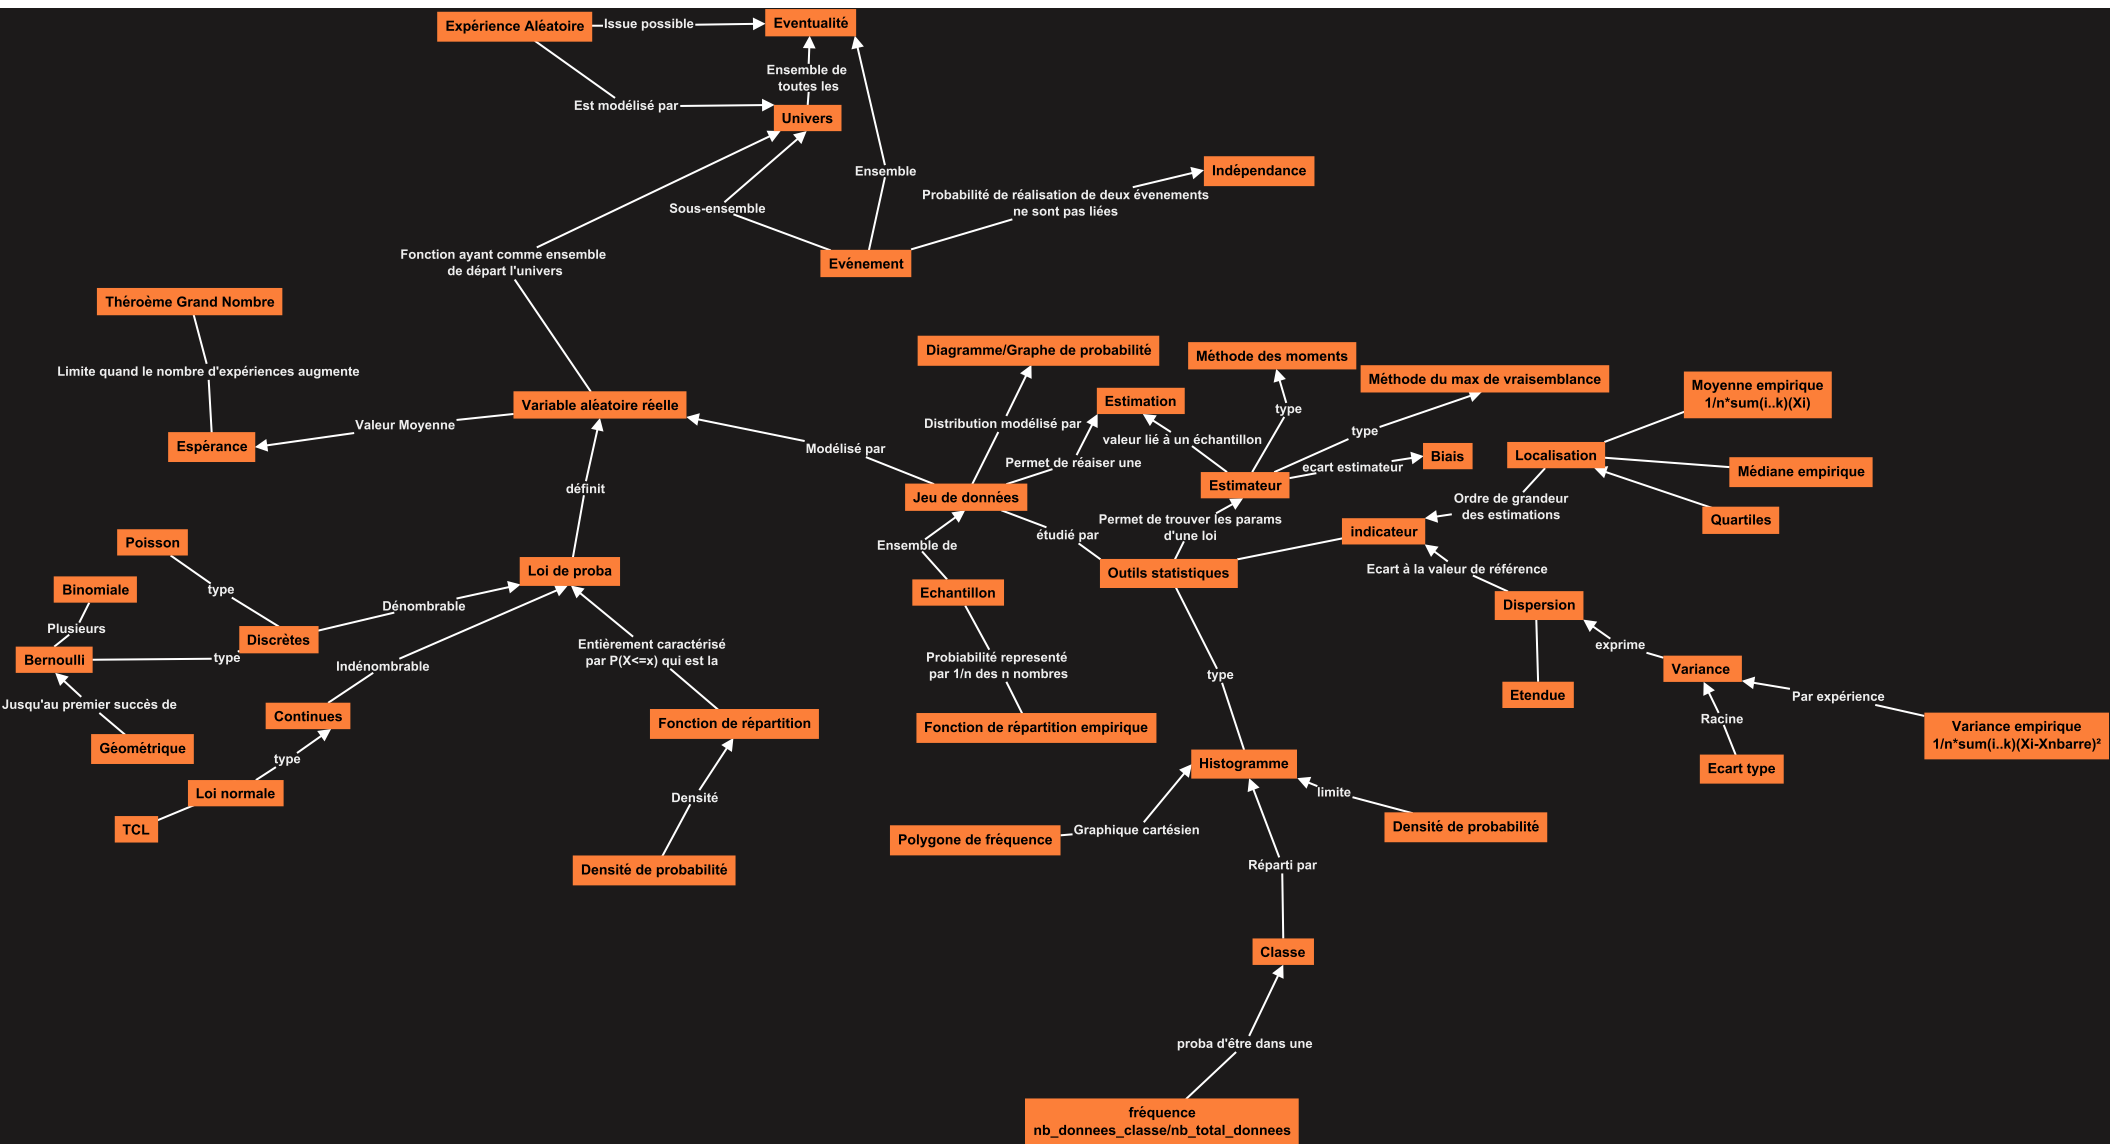 Expérience Aléatoire
Issue possible
Eventualité
Ensemble de
toutes les
Est modélisé par
Univers
Ensemble
Indépendance
Probabilité de réalisation de deux évenements
ne sont pas liées
Sous-ensemble
Evénement
Fonction ayant comme ensemble
de départ l'univers
Théroème Grand Nombre
Limite quand le nombre d'expériences augmente
Variable aléatoire réelle
Valeur Moyenne
Espérance
Diagramme/Graphe de probabilité
Méthode des moments
Méthode du max de vraisemblance
Moyenne empirique
1/n*sum(i..k)(Xi)
Estimation
type
Distribution modélisé par
valeur lié à un échantillon
type
Modélisé par
Permet de réaiser une
ecart estimateur
Biais
Localisation
Médiane empirique
Jeu de données
Estimateur
Ordre de grandeur
des estimations
Quartiles
définit
Permet de trouver les params
d'une loi
indicateur
étudié par
Ensemble de
Poisson
Loi de proba
Outils statistiques
Ecart à la valeur de référence
Binomiale
type
Echantillon
Dispersion
Dénombrable
Plusieurs
Discrètes
Entièrement caractérisé
par P(X<=x) qui est la
exprime
Bernoulli
type
Indénombrable
Probiabilité representé
par 1/n des n nombres
type
Variance
Etendue
Par expérience
Jusqu'au premier succès de
Continues
Fonction de répartition
Fonction de répartition empirique
Racine
Variance empirique
1/n*sum(i..k)(Xi-Xnbarre)²
Géométrique
type
Histogramme
Ecart type
Loi normale
Densité
limite
TCL
Polygone de fréquence
Graphique cartésien
Densité de probabilité
Densité de probabilité
Réparti par
Classe
proba d'être dans une
fréquence
nb_donnees_classe/nb_total_donnees